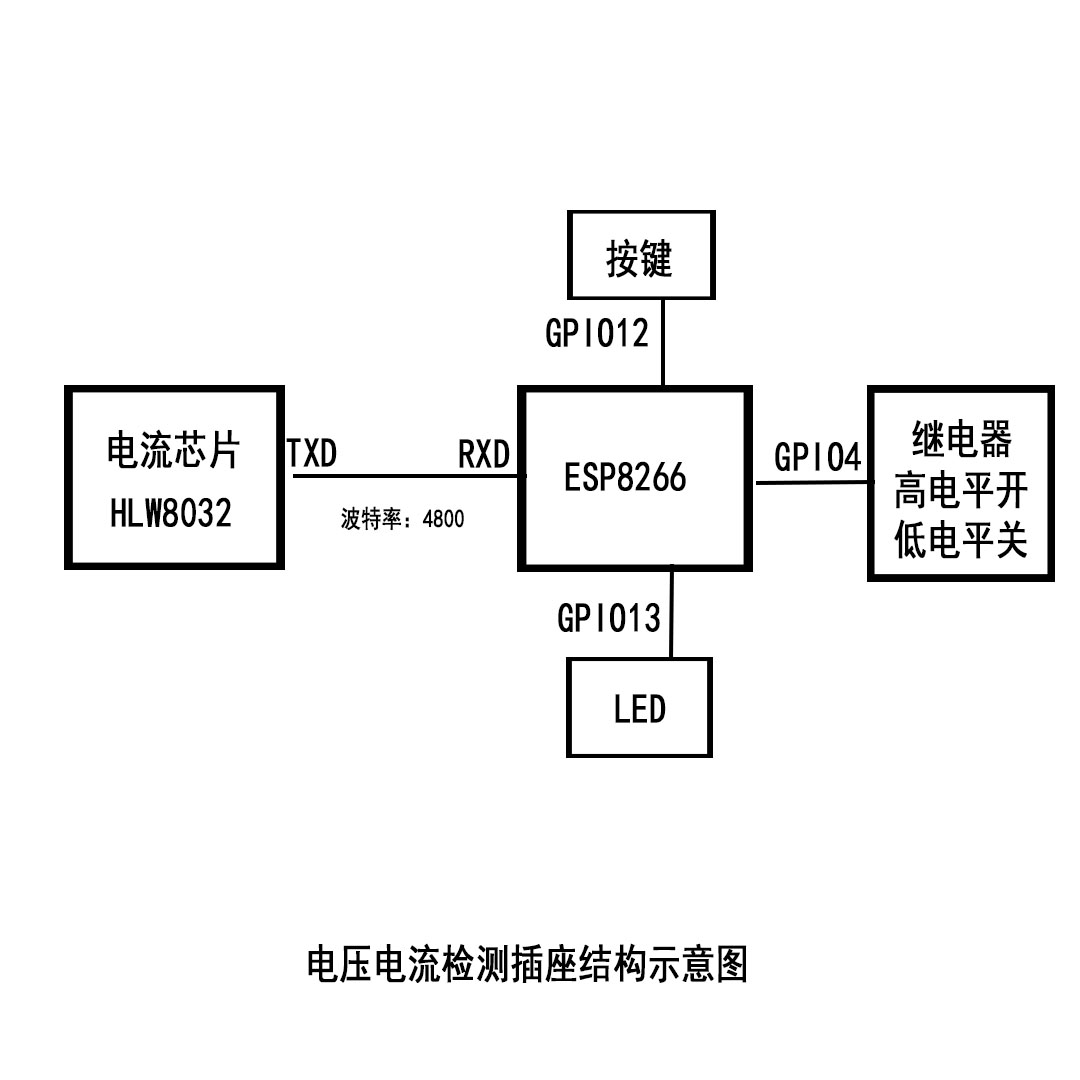 按键
GPIO12
电流芯片
HLW8032
TXD
RXD
波特率：4800
ESP8266
GPIO4
继电器
高电平开
低电平关
GPIO13
LED
电压电流检测插座结构示意图